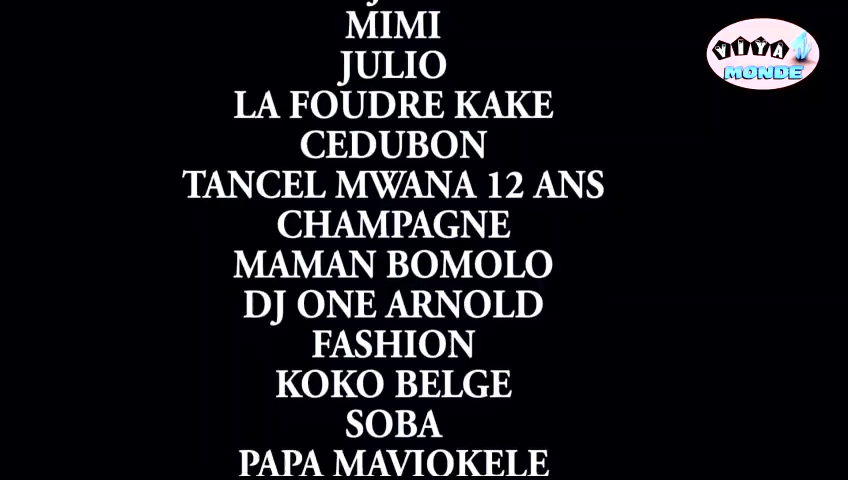 MIMI
JULIO
LA FOUDRE KAKE
CEDUBON
TANCEL MWANA 12 ANS
CHAMPAGNE
MAMAN BOMOLO
DJ ONE ARNOLD
FASHION
KOKO BELGE
SOBA
PAPA MAVIOKELE
VIYA
MONDE